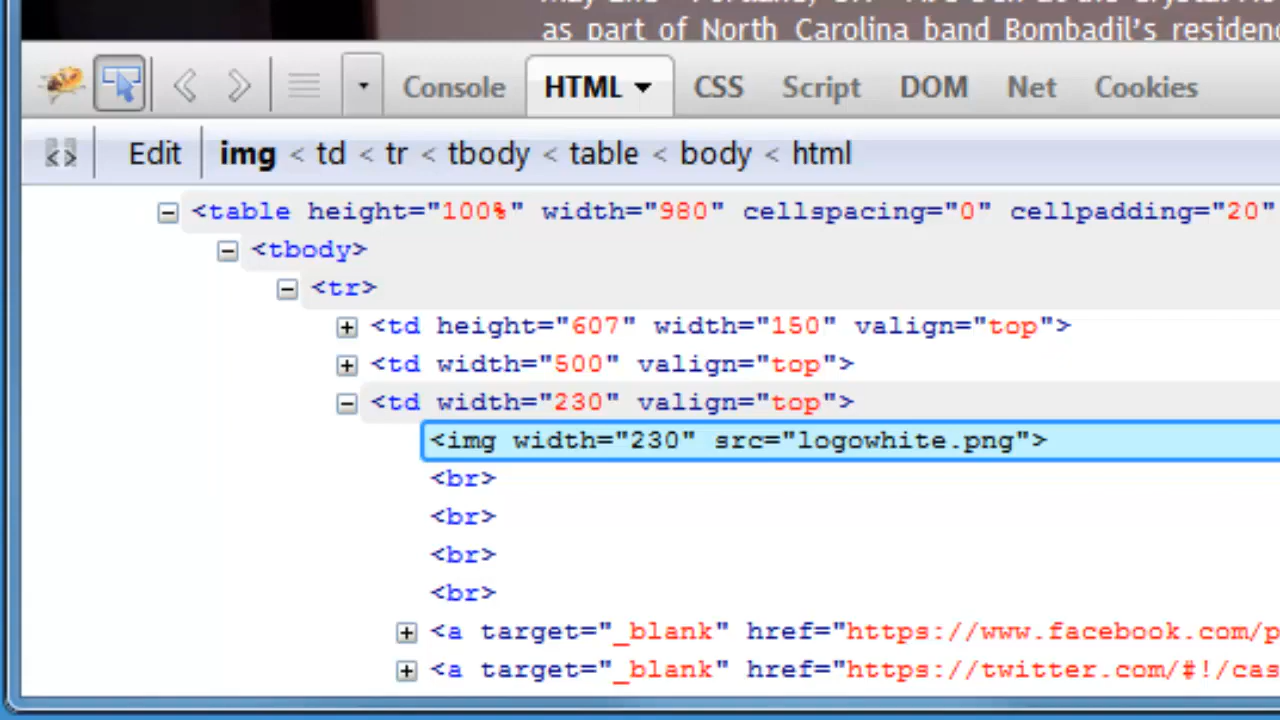 as part of North Carolina band Bombadil's
Console HTML CSS Script DOM Net Cookies
Edit img < td < tr < tbody < table < body < html
<table height="100%" width="980" cellspacing="0" cellpadding="20"
<tbody>
<tr>
<td height="607" width="150" valign="top">
<td width="500" valign="top">
<td width="230" valign="top">
<img width="230" src="logowhite.png">
<br>
<br>
<br>
<br>
<a target="_blank" href="https://www.facebook.com/p
<a target="_blank" href="https://twitter.com/#!/cas